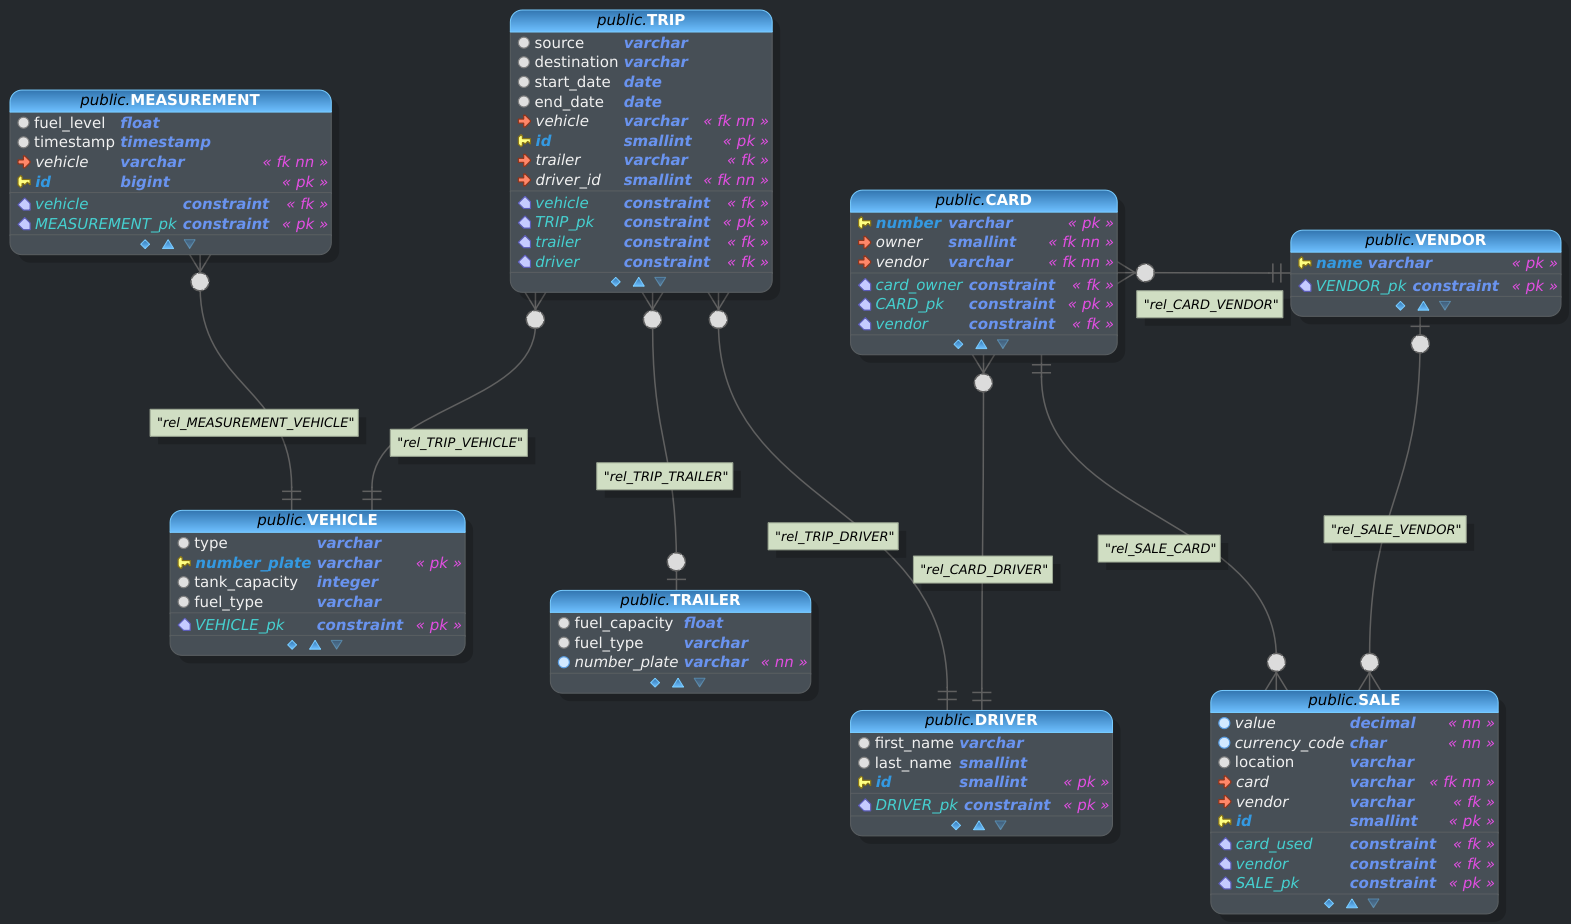 public.TRIP
source varchar
destination varchar
start_date date
end_date date
vehicle varchar « fk nn »
id smallint « pk »
trailer varchar « fk »
driver_id smallint « fk nn »
vehicle constraint « fk »
TRIP_pk constraint « pk »
trailer constraint « fk »
driver constraint « fk »
public.MEASUREMENT
fuel_level float
timestamp timestamp
vehicle varchar « fk nn »
id bigint « pk »
vehicle constraint « fk »
MEASUREMENT_pk constraint « pk »
public.CARD
number varchar « pk »
owner smallint « fk nn »
vendor varchar « fk nn »
card_owner constraint « fk »
CARD_pk constraint « pk »
vendor constraint « fk »
public.VENDOR
name varchar « pk »
VENDOR_pk constraint « pk »
"rel_CARD_VENDOR"
"rel_MEASUREMENT_VEHICLE"
"rel_TRIP_VEHICLE"
"rel_TRIP_TRAILER"
"rel_TRIP_DRIVER"
"rel_CARD_DRIVER"
"rel_SALE_CARD"
"rel_SALE_VENDOR"
public.VEHICLE
type varchar
number_plate varchar « pk »
tank_capacity integer
fuel_type varchar
VEHICLE_pk constraint « pk »
public.TRAILER
fuel_capacity float
fuel_type varchar
number_plate varchar « nn »
public.DRIVER
first_name varchar
last_name smallint
id smallint « pk »
DRIVER_pk constraint « pk »
public.SALE
value decimal « nn »
currency_code char « nn »
location varchar
card varchar « fk nn »
vendor varchar « fk »
id smallint « pk »
card_used constraint « fk »
vendor constraint « fk »
SALE_pk constraint « pk »